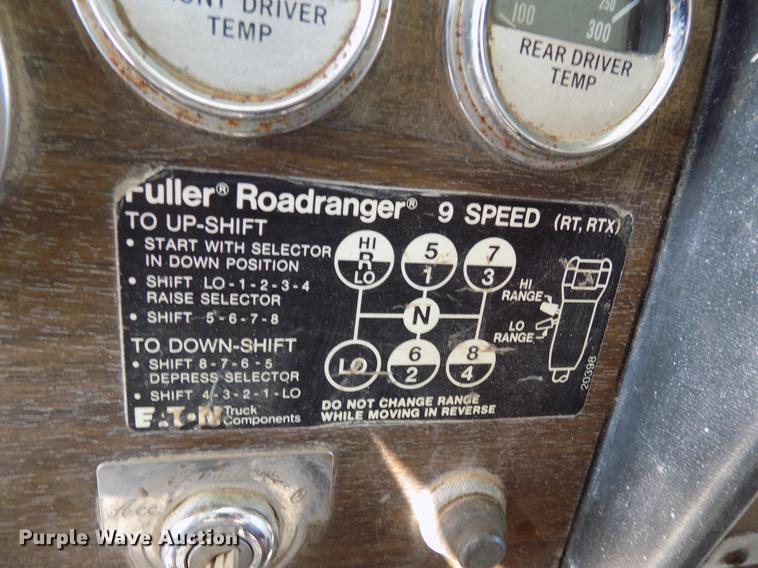 DRIVER
TEMP
100
250
300
REAR DRIVER
TEMP
Fuller® Roadranger® 9 SPEED (RT, RTX)
TO UP-SHIFT
• START WITH SELECTOR
IN DOWN POSITION
• SHIFT LO-1-2-3-4
RAISE SELECTOR
• SHIFT 5-6-7-8
TO DOWN-SHIFT
• SHIFT 8-7-6-5
DEPRESS SELECTOR
• SHIFT 4-3-2-1-LO
EATON Truck
Components
HI
R
LO
5
1
7
3
N
LO
6
2
8
4
HI
RANGE
LO
RANGE
DO NOT CHANGE RANGE
WHILE MOVING IN REVERSE
20398
Acc
Purple Wave Auction